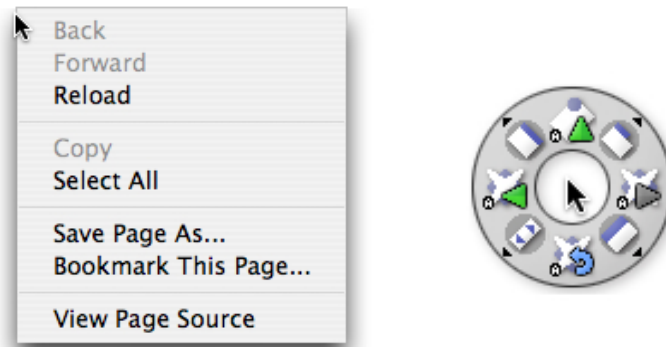 Back
Forward
Reload
Copy
Select All
Save Page As...
Bookmark This Page...
View Page Source